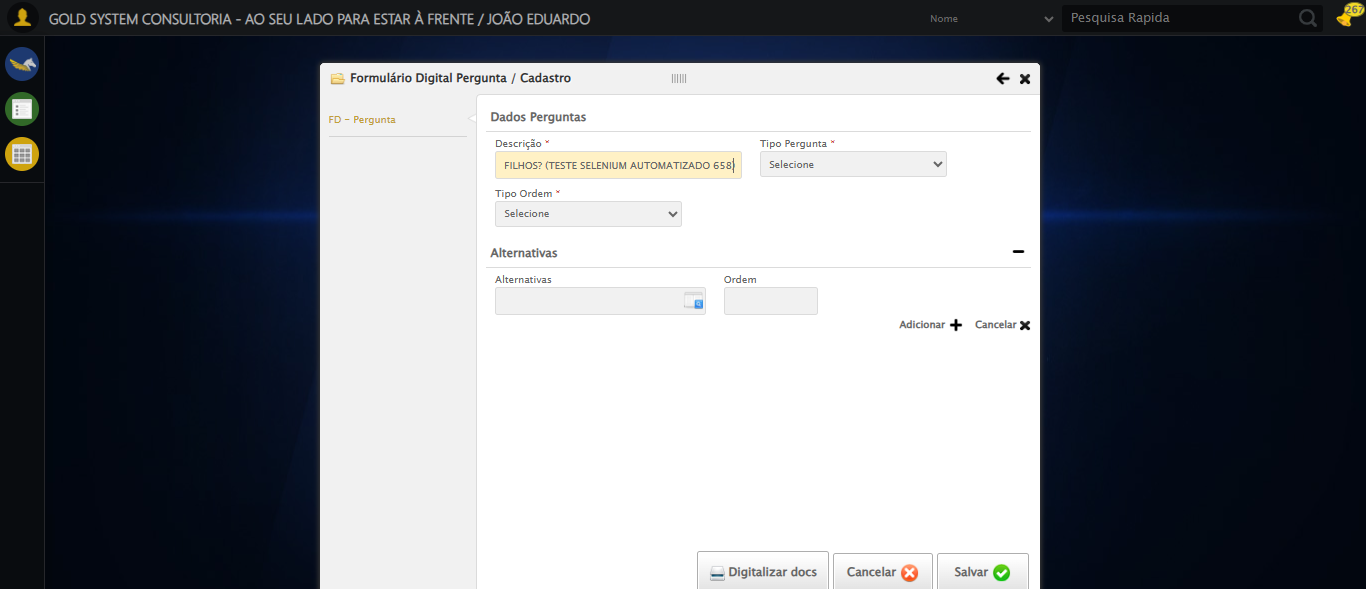 GOLD SYSTEM CONSULTORIA - AO SEU LADO PARA ESTAR À FRENTE / JOÃO EDUARDO
Nome
Pesquisa Rapida
267
Formulário Digital Pergunta / Cadastro
FD - Pergunta
Dados Perguntas
Descrição *
Tipo Pergunta *
FILHOS? (TESTE SELENIUM AUTOMATIZADO 658)
Selecione
Tipo Ordem *
Selecione
Alternativas
Alternativas
Ordem
Adicionar
Cancelar
Digitalizar docs
Cancelar
Salvar